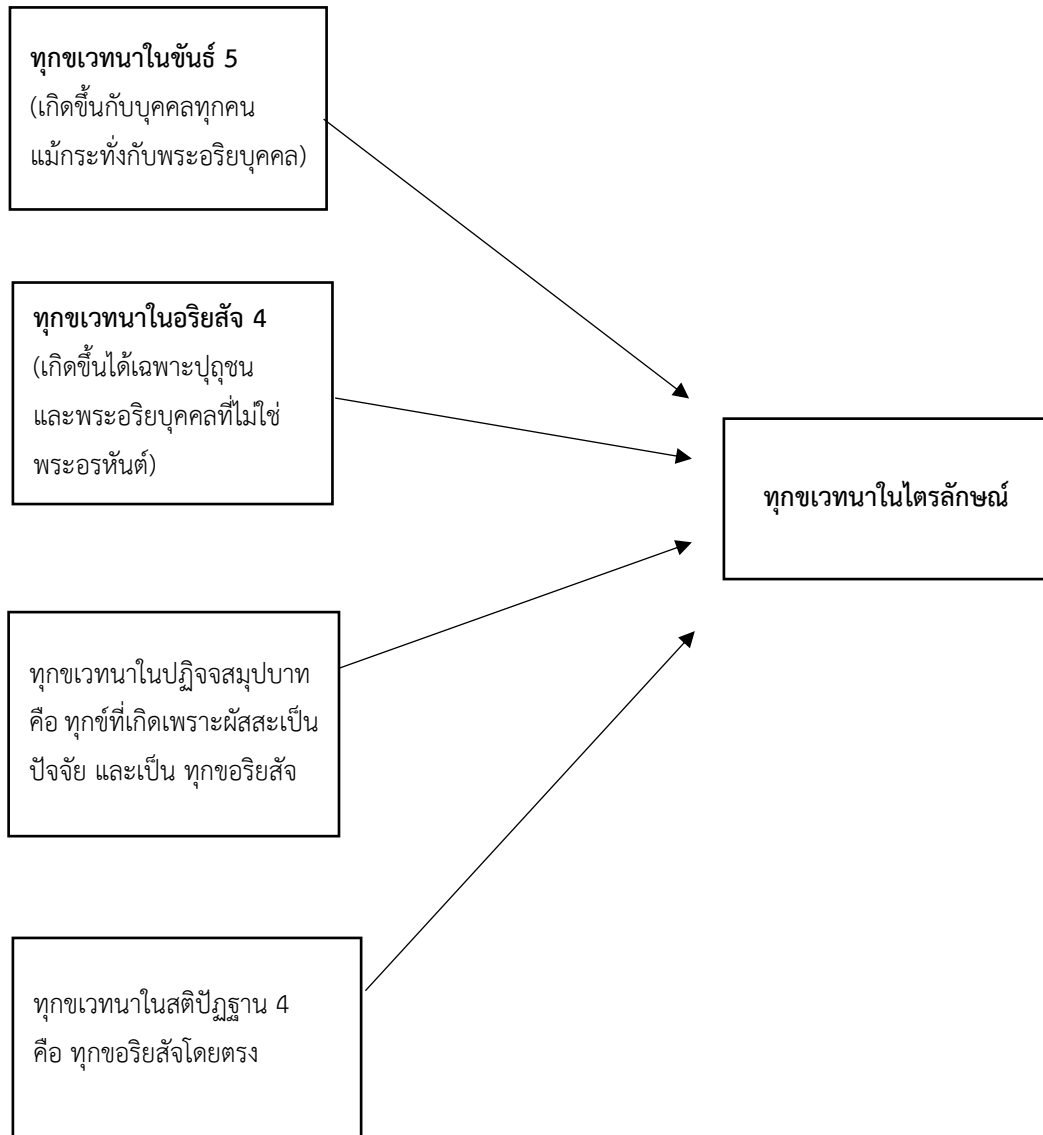 ทุกขเวทนาในขันธ์ 5
(เกิดขึ้นกับบุคคลทุกคน
แม้กระทั่งกับพระอริยบุคคล)
ทุกขเวทนาในอริยสัจ 4
(เกิดขึ้นได้เฉพาะปุถุชน
และพระอริยบุคคลที่ไม่ใช่
พระอรหันต์)
ทุกขเวทนาในไตรลักษณ์
ทุกขเวทนาในปฏิจจสมุปบาท
คือ ทุกข์ที่เกิดเพราะผัสสะเป็น
ปัจจัย และเป็น ทุกขอริยสัจ
ทุกขเวทนาในสติปัฏฐาน 4
คือ ทุกขอริยสัจโดยตรง